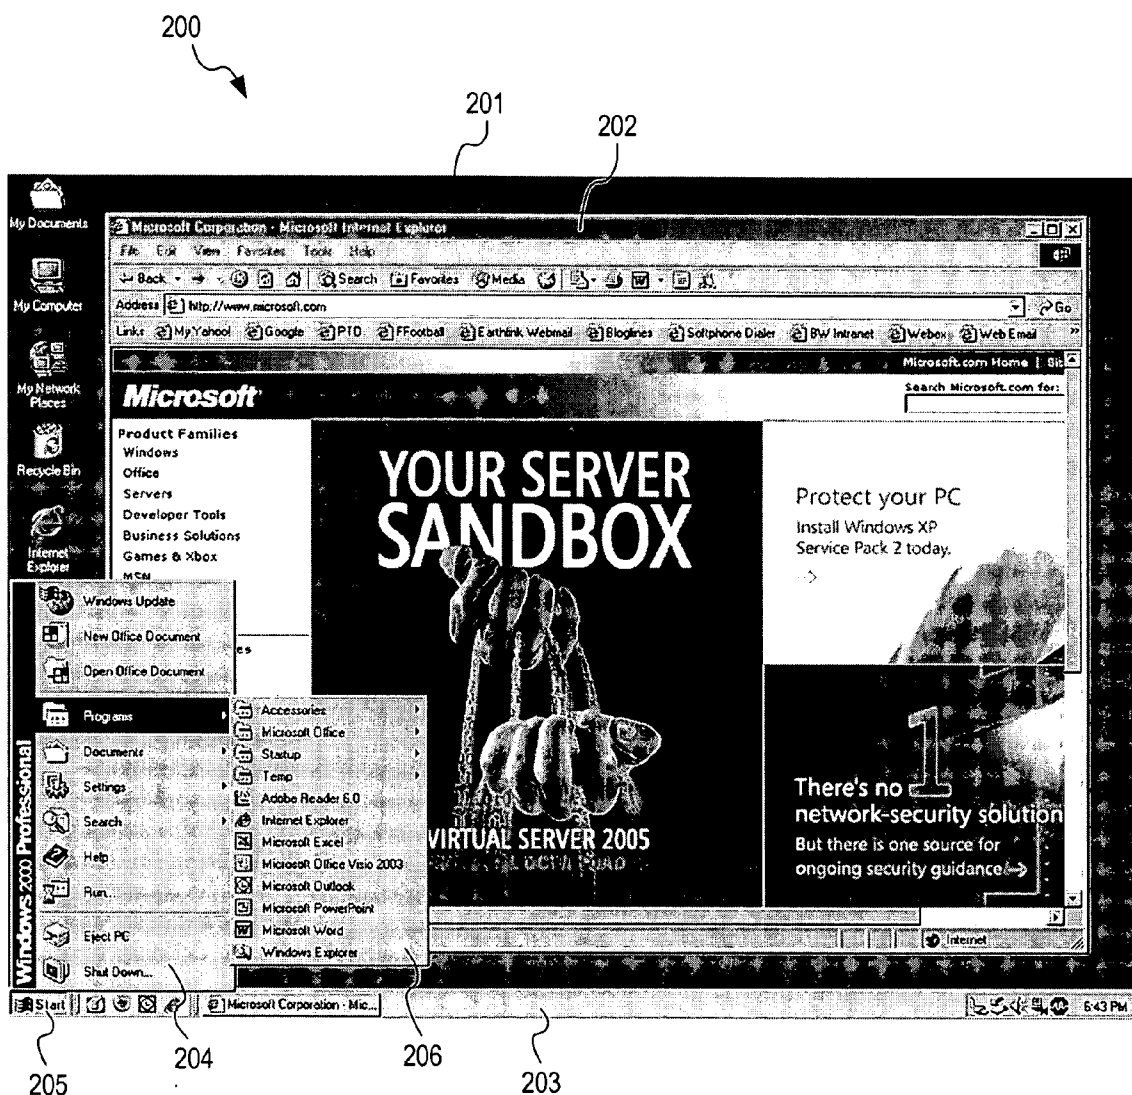 200
201
202
My Documents
My Computer
My Network
Places
Recycle Bin
Internet
Explorer
Microsoft Corporation - Microsoft Internet Explorer
File Edit View Favorites Tools Help
Back Search Favorites Media
Address http://www.microsoft.com Go
Links My Yahoo! Google PTO FFootball Earthlink Webmail Bloglines Softphone Dialer BW Intranet Webex Web Email »
Microsoft.com Home |
Microsoft
Search Microsoft.com for:
Product Families
Windows
Office
Servers
Developer Tools
Business Solutions
Games & Xbox
MSN
es
YOUR SERVER
SANDBOX
VIRTUAL SERVER 2005
Protect your PC
Install Windows XP
Service Pack 2 today.
There's no 1
network-security solution
But there is one source for
ongoing security guidance
Internet
Windows 2000 Professional
Windows Update
New Office Document
Open Office Document
Programs
Documents
Settings
Search
Help
Run...
Eject PC
Shut Down...
Accessories
Microsoft Office
Startup
Temp
Adobe Reader 6.0
Internet Explorer
Microsoft Excel
Microsoft Office Visio 2003
Microsoft Outlook
Microsoft PowerPoint
Microsoft Word
Windows Explorer
Start
Microsoft Corporation - Mic...
6:43 PM
205
204
206
203